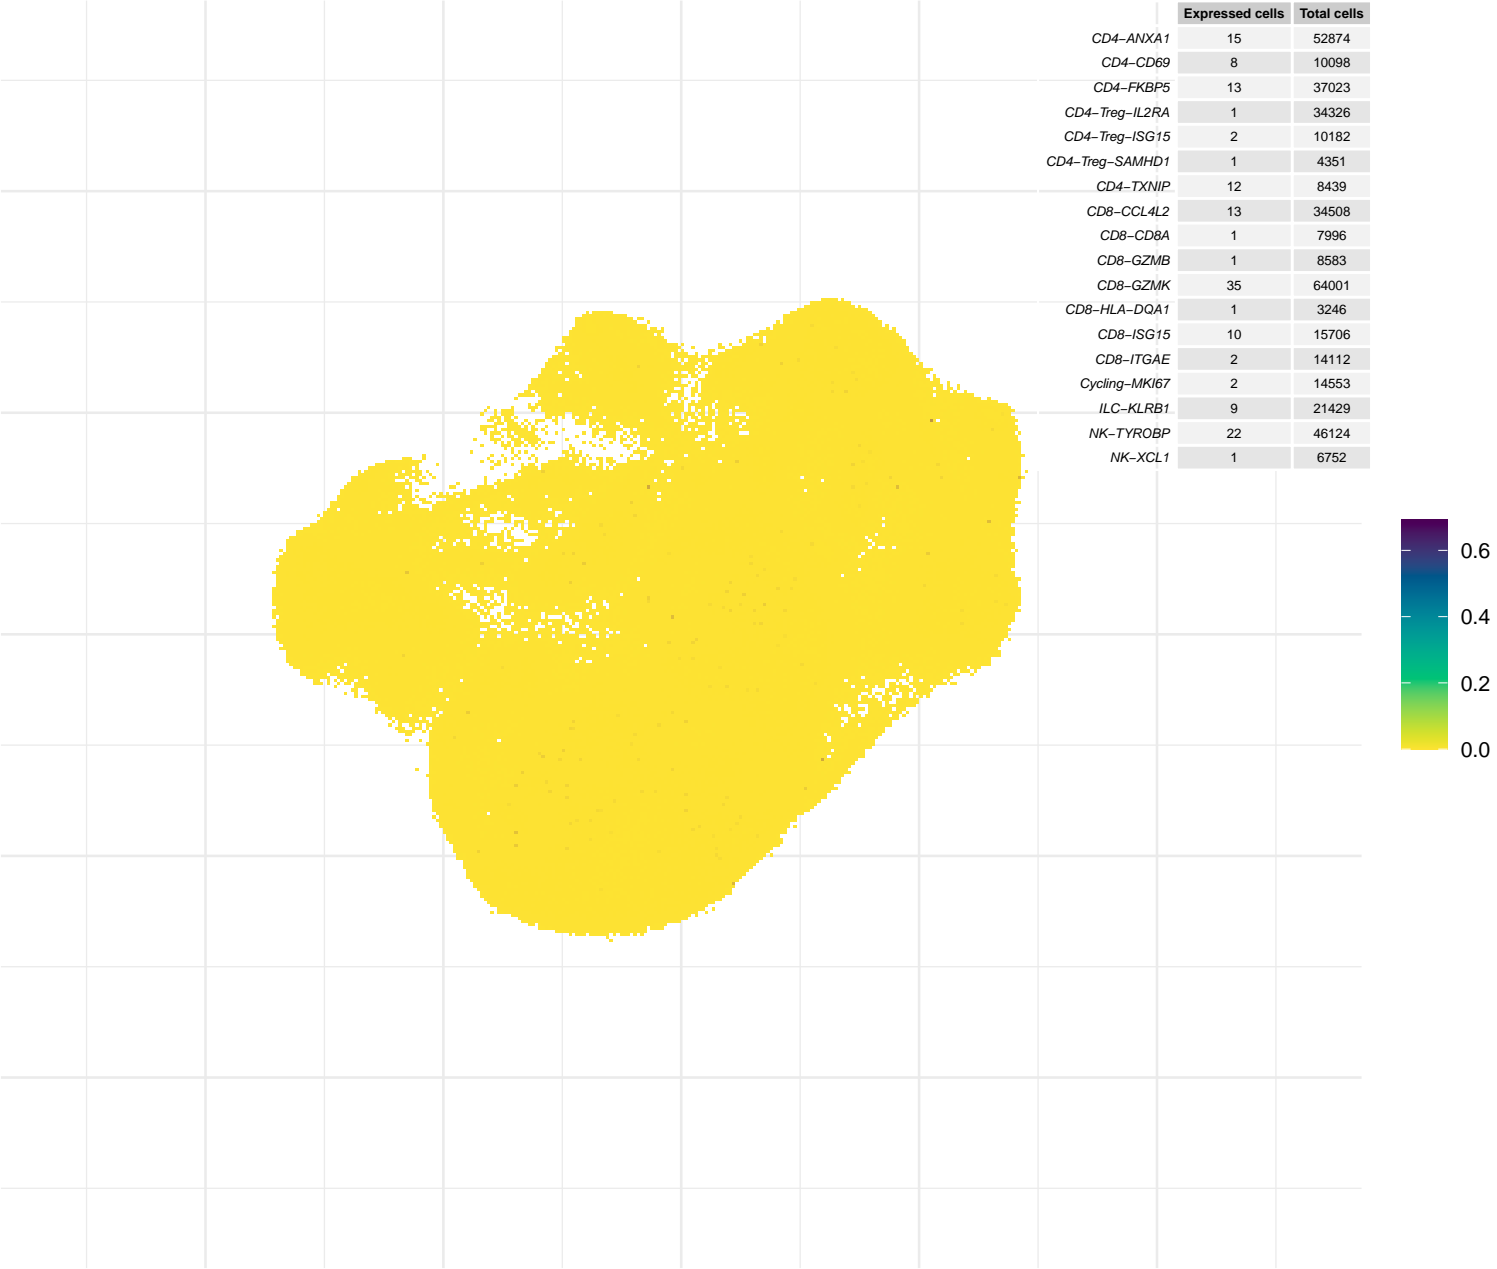 Expressed cells Total cells
CD4−ANXA1 15 52874
CD4−CD69 8 10098
CD4−FKBP5 13 37023
CD4−Treg−IL2RA 1 34326
CD4−Treg−ISG15 2 10182
CD4−Treg−SAMHD1 1 4351
CD4−TXNIP 12 8439
CD8−CCL4L2 13 34508
CD8−CD8A 1 7996
CD8−GZMB 1 8583
CD8−GZMK 35 64001
CD8−HLA−DQA1 1 3246
CD8−ISG15 10 15706
CD8−ITGAE 2 14112
Cycling−MKI67 2 14553
ILC−KLRB1 9 21429
NK−TYROBP 22 46124
NK−XCL1 1 6752
0.6
0.4
0.2
0.0